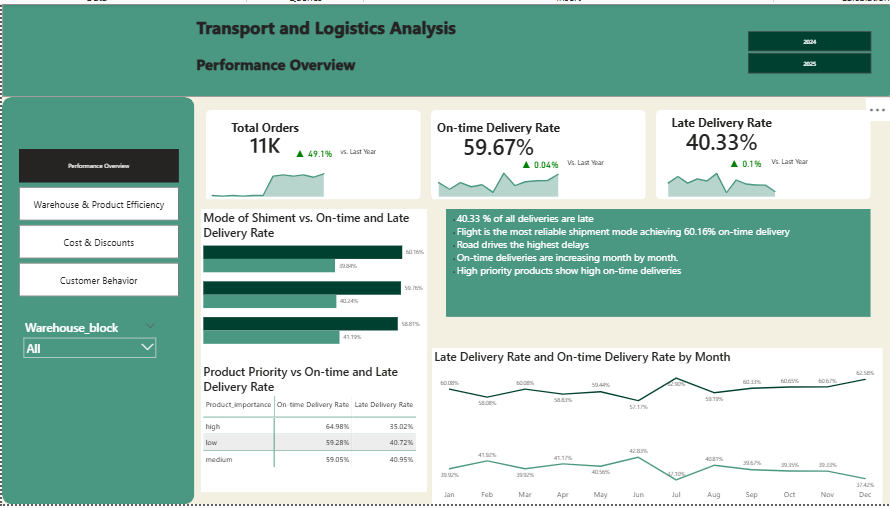 Transport and Logistics Analysis
Performance Overview
2024
2025
Performance Overview
Warehouse & Product Efficiency
Cost & Discounts
Customer Behavior
Warehouse_block
All
Total Orders
11K
▲ 49.1% vs. Last Year
On-time Delivery Rate
59.67%
▲ 0.04% Vs. Last Year
Late Delivery Rate
40.33%
▲ 0.1% Vs. Last Year
Mode of Shiment vs. On-time and Late
Delivery Rate
60.16%
39.84%
59.76%
40.24%
58.81%
41.19%
40.33 % of all deliveries are late
Flight is the most reliable shipment mode achieving 60.16% on-time delivery
Road drives the highest delays
On-time deliveries are increasing month by month.
High priority products show high on-time deliveries
Product Priority vs On-time and Late
Delivery Rate
Product_importance On-time Delivery Rate Late Delivery Rate
high 64.98% 35.02%
low 59.28% 40.72%
medium 59.05% 40.95%
Late Delivery Rate and On-time Delivery Rate by Month
60.08% 58.08% 60.08% 58.83% 59.44% 57.17% 59.19% 60.33% 60.65% 60.67% 62.58%
39.92% 41.92% 39.92% 41.17% 40.56% 42.83% 37.10% 40.81% 39.67% 39.35% 39.33% 37.42%
Jan Feb Mar Apr May Jun Jul Aug Sep Oct Nov Dec